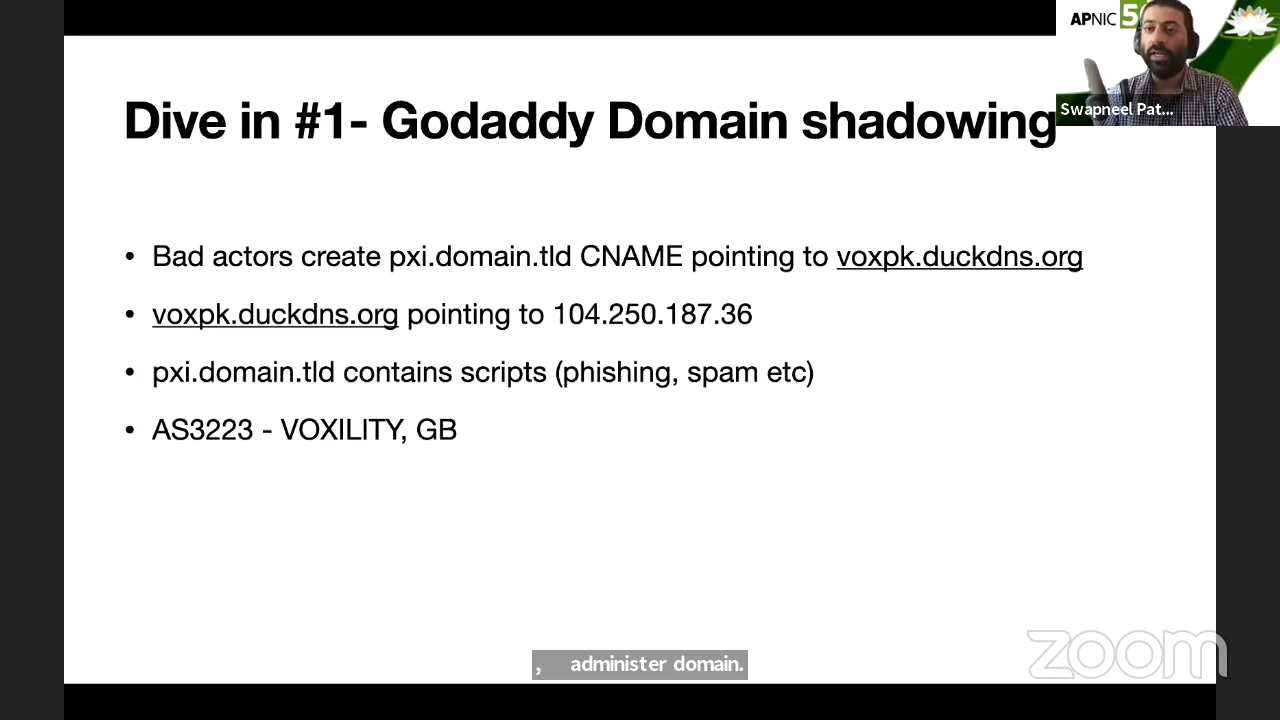 APNIC 5
Swapneel Pat...
Dive in #1- Godaddy Domain shadowing
• Bad actors create pxi.domain.tld CNAME pointing to voxpk.duckdns.org
• voxpk.duckdns.org pointing to 104.250.187.36
• pxi.domain.tld contains scripts (phishing, spam etc)
• AS3223 - VOXILITY, GB
, administer domain.
zoom